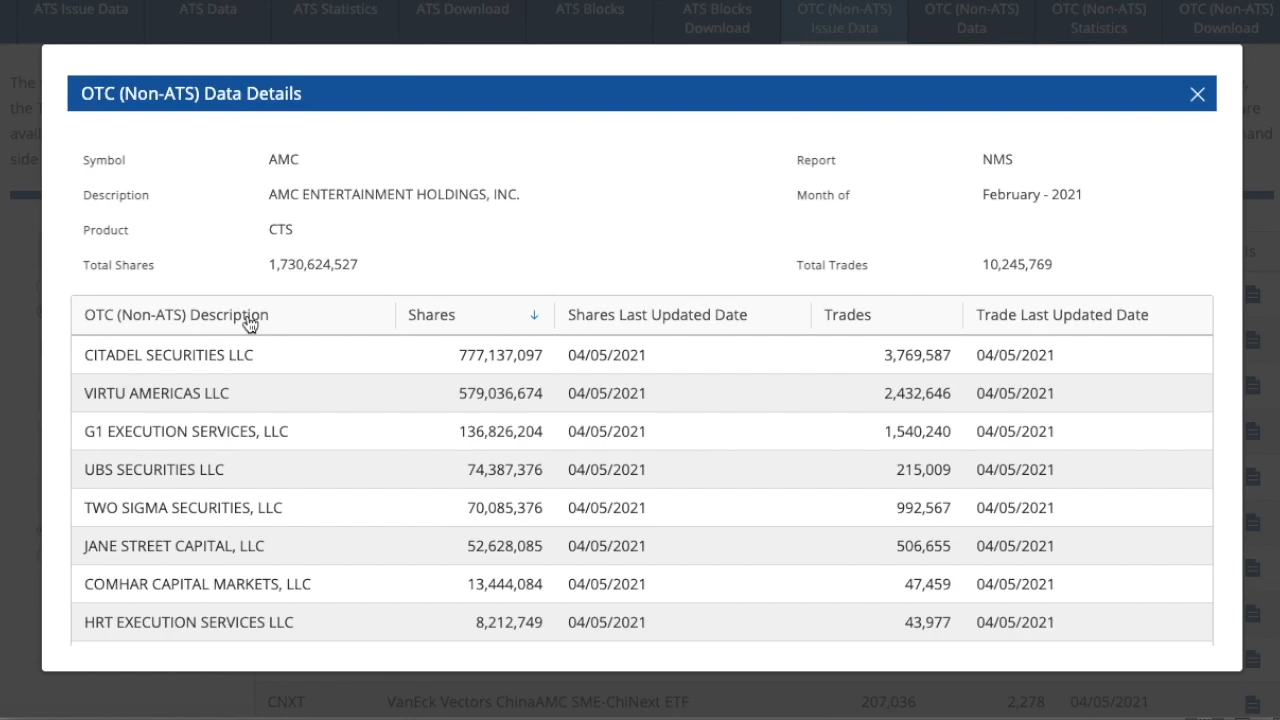 ATS Issue Data ATS Data ATS Statistics ATS Download ATS Blocks ATS Blocks Download OTC (Non-ATS) Issue Data OTC (Non-ATS) Data OTC (Non-ATS) Statistics OTC (Non-ATS) Download
OTC (Non-ATS) Data Details
Symbol AMC Report NMS
Description AMC ENTERTAINMENT HOLDINGS, INC. Month of February - 2021
Product CTS
Total Shares 1,730,624,527 Total Trades 10,245,769
OTC (Non-ATS) Description Shares Shares Last Updated Date Trades Trade Last Updated Date
CITADEL SECURITIES LLC 777,137,097 04/05/2021 3,769,587 04/05/2021
VIRTU AMERICAS LLC 579,036,674 04/05/2021 2,432,646 04/05/2021
G1 EXECUTION SERVICES, LLC 136,826,204 04/05/2021 1,540,240 04/05/2021
UBS SECURITIES LLC 74,387,376 04/05/2021 215,009 04/05/2021
TWO SIGMA SECURITIES, LLC 70,085,376 04/05/2021 992,567 04/05/2021
JANE STREET CAPITAL, LLC 52,628,085 04/05/2021 506,655 04/05/2021
COMHAR CAPITAL MARKETS, LLC 13,444,084 04/05/2021 47,459 04/05/2021
HRT EXECUTION SERVICES LLC 8,212,749 04/05/2021 43,977 04/05/2021
CNXT VanEck Vectors ChinaAMC SME-ChiNext ETF 207,036 2,278 04/05/2021